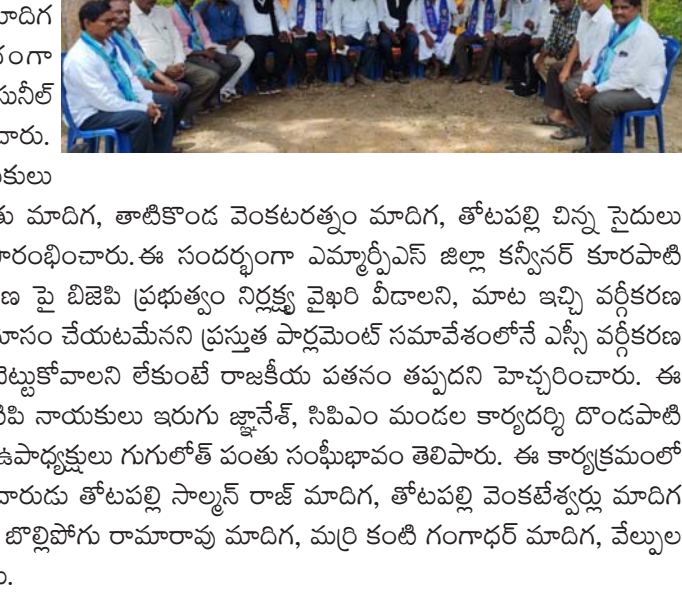 మాదిగ
సునీల్
తాటికొండ వెంకటరత్నం మాదిగ, తోటపల్లి చిన్న సైదులు
ఈ సందర్భంగా ఎమ్మార్పీఎస్ జిల్లా కన్వీనర్ కూరపాటి
పై బిజెపి ప్రభుత్వం నిర్లక్ష్య వైఖరి వీడాలని, మాట ఇచ్చి వర్గీకరణ
చేయటమేనని ప్రస్తుత పార్లమెంట్ సమావేశంలోనే ఎస్సీ వర్గీకరణ
లేకుంటే రాజకీయ పతనం తప్పదని హెచ్చరించారు. ఈ
నాయకులు ఇరుగు జ్ఞానేశ్, సిపిఎం మండల కార్యదర్శి దొండపాటి
ఉపాధ్యక్షులు గుగులోత్ పంతు సంఘీభావం తెలిపారు. ఈ కార్యక్రమంలో
తోటపల్లి సాల్మన్ రాజ్ మాదిగ, తోటపల్లి వెంకటేశ్వర్లు మాదిగ
బొల్లిపోగు రామారావు మాదిగ, మర్రి కంటి గంగాధర్ మాదిగ, వేల్పుల